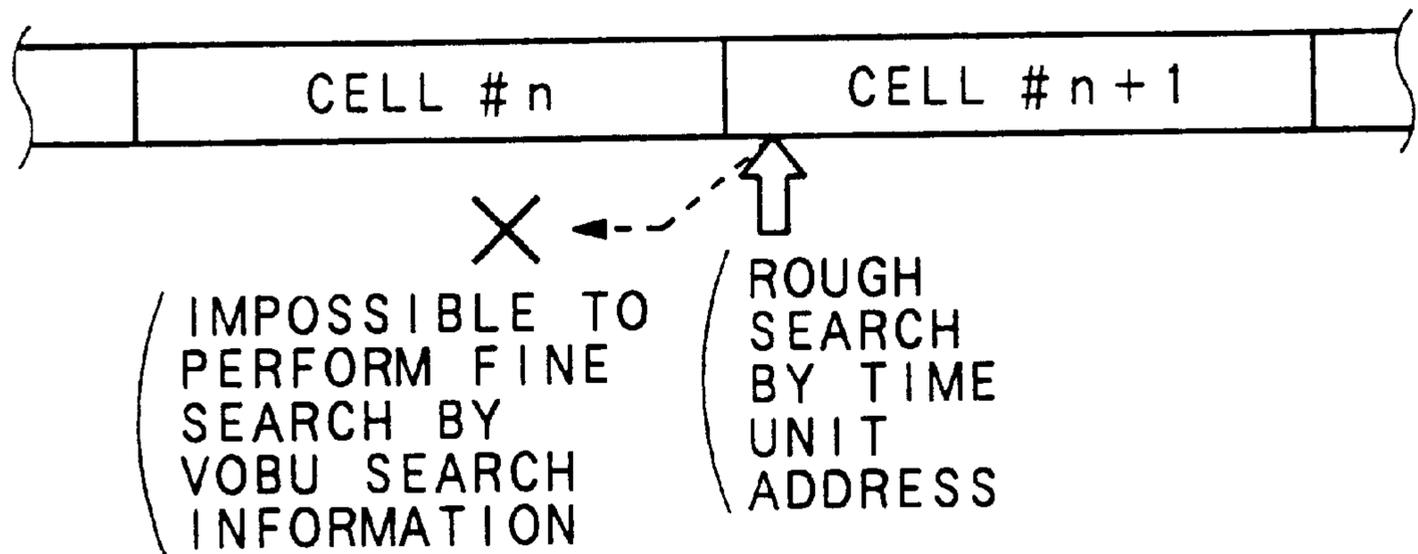 CELL #n
CELL #n+1
IMPOSSIBLE TO
PERFORM FINE
SEARCH BY
VOBU SEARCH
INFORMATION
ROUGH
SEARCH
BY TIME
UNIT
ADDRESS